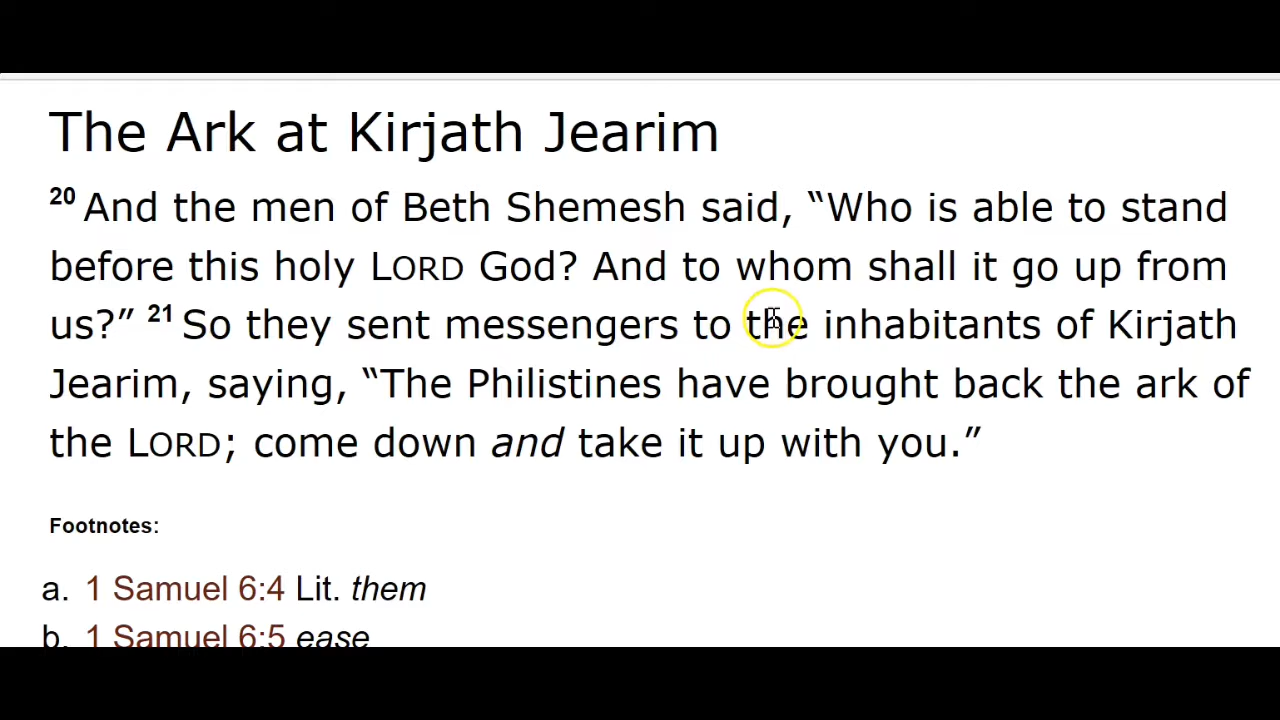 The Ark at Kirjath Jearim
20 And the men of Beth Shemesh said, “Who is able to stand
before this holy LORD God? And to whom shall it go up from
us?” 21 So they sent messengers to the inhabitants of Kirjath
Jearim, saying, “The Philistines have brought back the ark of
the LORD; come down and take it up with you.”
Footnotes:
a. 1 Samuel 6:4 Lit. them
b. 1 Samuel 6:5 ease